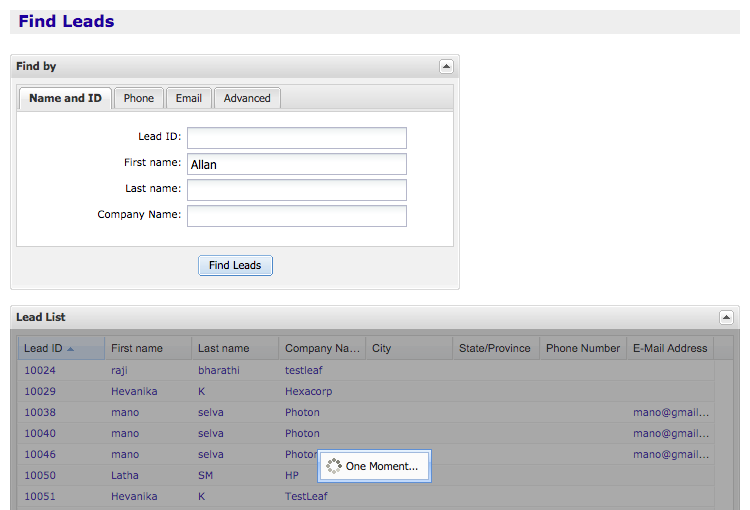 Find Leads
Find by
Name and ID Phone Email Advanced
Lead ID:
First name: Allan
Last name:
Company Name:
Find Leads
Lead List
Lead ID First name Last name Company Na... City State/Province Phone Number E-Mail Address
10024 raji bharathi testleaf
10029 Hevanika K Hexacorp
10038 mano selva Photon mano@gmail...
10040 mano selva Photon mano@gmail...
10046 mano selva Photon mano@gmail...
One Moment...
10050 Latha SM HP
10051 Hevanika K TestLeaf